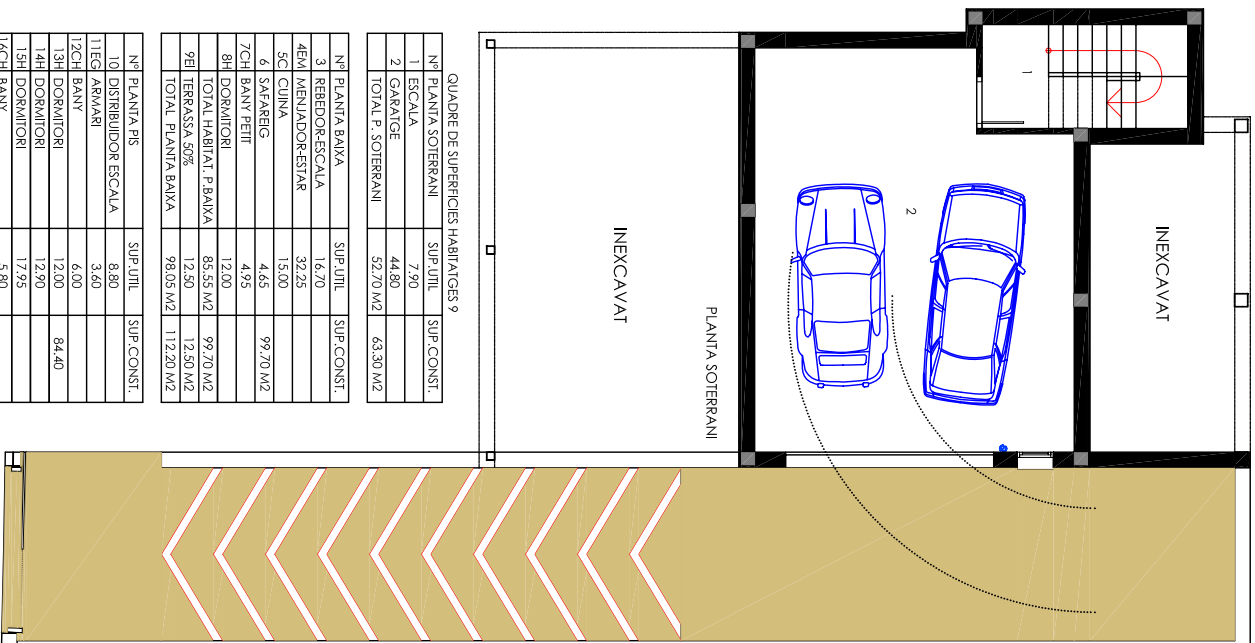 QUADRE DE SUPERFICIES HABITATGES 9
Nº PLANTA SOTERRANI SUP.UTIL SUP.CONST.
1 ESCALA 7.90
2 GARATGE 44.80
TOTAL P. SOTERRANI 52.70 M2 63.30 M2
Nº PLANTA BAIXA SUP.UTIL SUP.CONST.
3 REBEDOR-ESCALA 16.70
4EM MENJADOR-ESTAR 32.25
5C CUINA 15.00
6 SAFAREIG 4.65 99.70 M2
7CH BANY PETIT 4.95
8H DORMITORI 12.00
TOTAL HABITAT. P.BAIXA 85.55 M2 99.70 M2
9EI TERRASSA 50% 12.50 12.50 M2
TOTAL PLANTA BAIXA 98.05 M2 112.20 M2
Nº PLANTA PIS SUP.UTIL SUP.CONST.
10 DISTRIBUIDOR ESCALA 8.80
11EG ARMARI 3.60
12CH BANY 6.00
13H DORMITORI 12.00 84.40
14H DORMITORI 12.90
15H DORMITORI 17.95
16CH BANY 5.80
INEXCAVAT
INEXCAVAT
PLANTA SOTERRANI
1
2